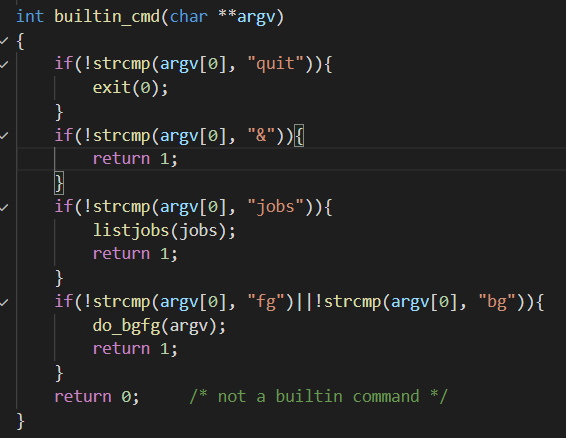 int builtin_cmd(char **argv)
{
    if(!strcmp(argv[0], "quit")){
        exit(0);
    }
    if(!strcmp(argv[0], "&")){
        return 1;
    }
    if(!strcmp(argv[0], "jobs")){
        listjobs(jobs);
        return 1;
    }
    if(!strcmp(argv[0], "fg")||!strcmp(argv[0], "bg")){
        do_bgfg(argv);
        return 1;
    }
    return 0;     /* not a builtin command */
}